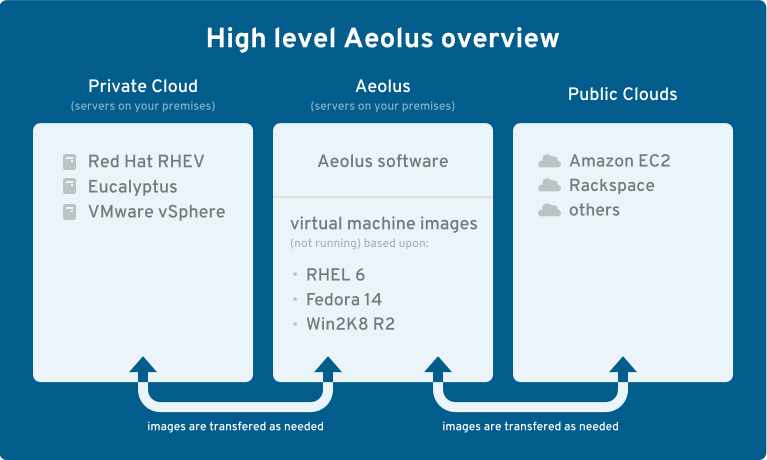 High level Aeolus overview
Private Cloud
(servers on your premises)
Red Hat RHEV
Eucalyptus
VMware vSphere
Aeolus
(servers on your premises)
Aeolus software
virtual machine images
(not running) based upon:
• RHEL 6
• Fedora 14
• Win2K8 R2
Public Clouds
Amazon EC2
Rackspace
others
images are transfered as needed
images are transfered as needed